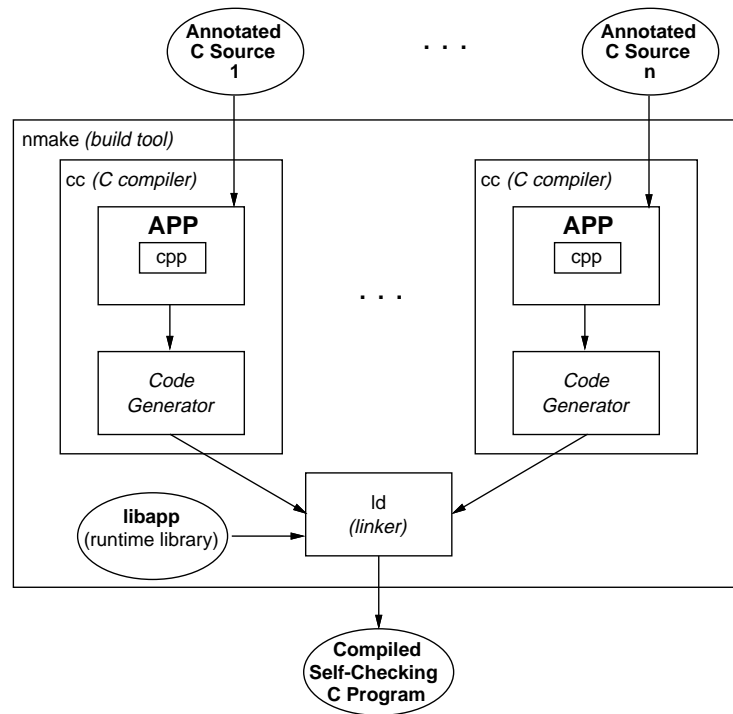 Annotated
C Source
1
. . .
Annotated
C Source
n
nmake (build tool)
cc (C compiler)
APP
cpp
Code
Generator
. . .
cc (C compiler)
APP
cpp
Code
Generator
libapp
(runtime library)
ld
(linker)
Compiled
Self-Checking
C Program